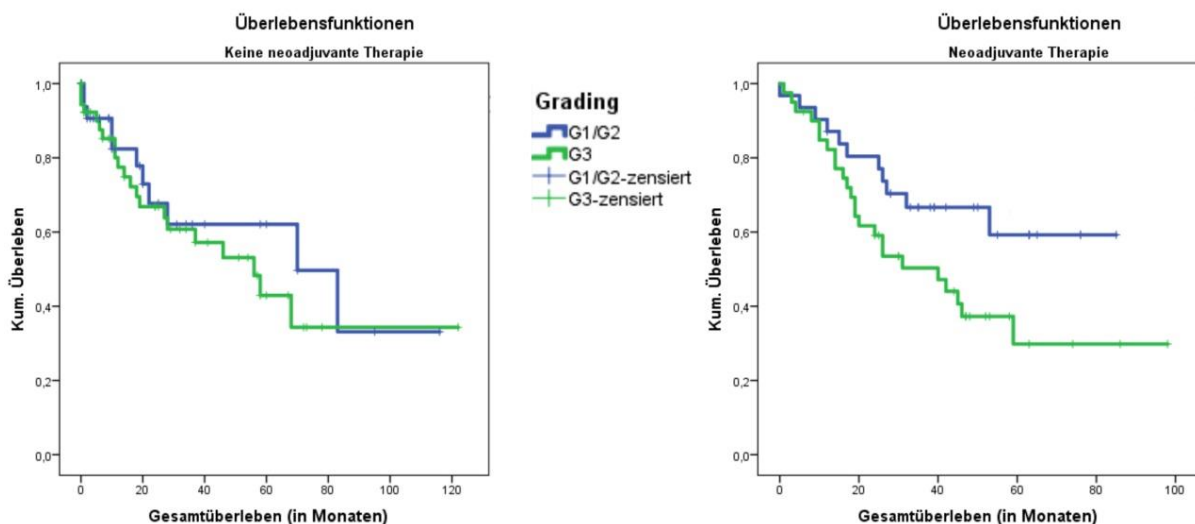 Überlebensfunktionen
Keine neoadjuvante Therapie
1,0
0,8
0,6
0,4
0,2
0,0
Kum. Überleben
0 20 40 60 80 100 120
Gesamtüberleben (in Monaten)
Grading
G1/G2
G3
G1/G2-zensiert
G3-zensiert
Überlebensfunktionen
Neoadjuvante Therapie
1,0
0,8
0,6
0,4
0,2
0,0
Kum. Überleben
0 20 40 60 80 100
Gesamtüberleben (in Monaten)